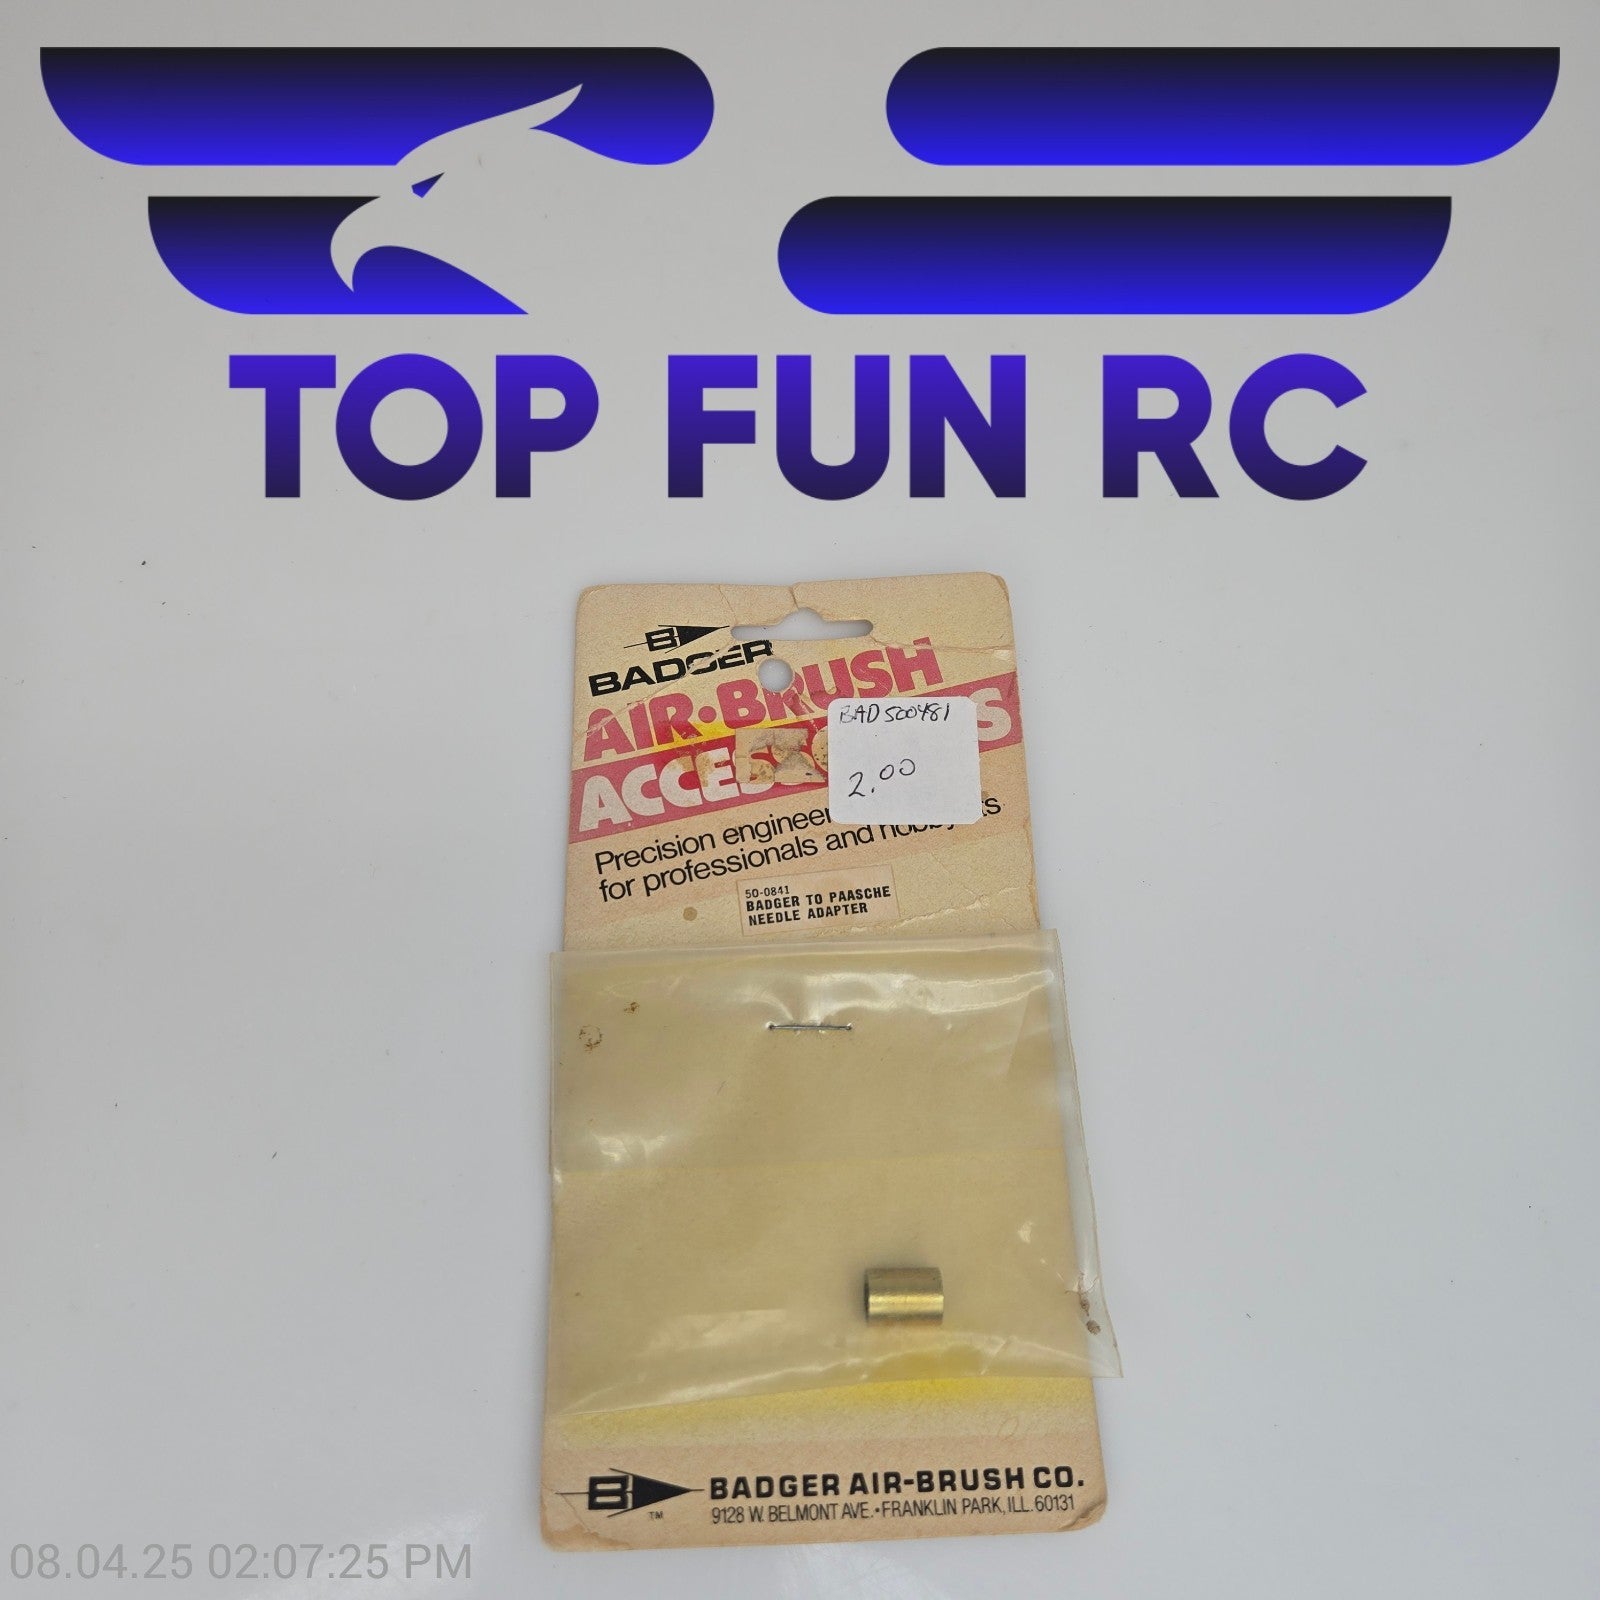 TOP FUN RC
B
BADGER
AIR•BRUSH
BAD500481
2.00
Precision
for professionals and
50-0841
BADGER TO PAASCHE
NEEDLE ADAPTER
B
BADGER AIR-BRUSH CO.
TM
9128 W. BELMONT AVE.•FRANKLIN PARK, ILL. 60131
08.04.25 02:07:25 PM